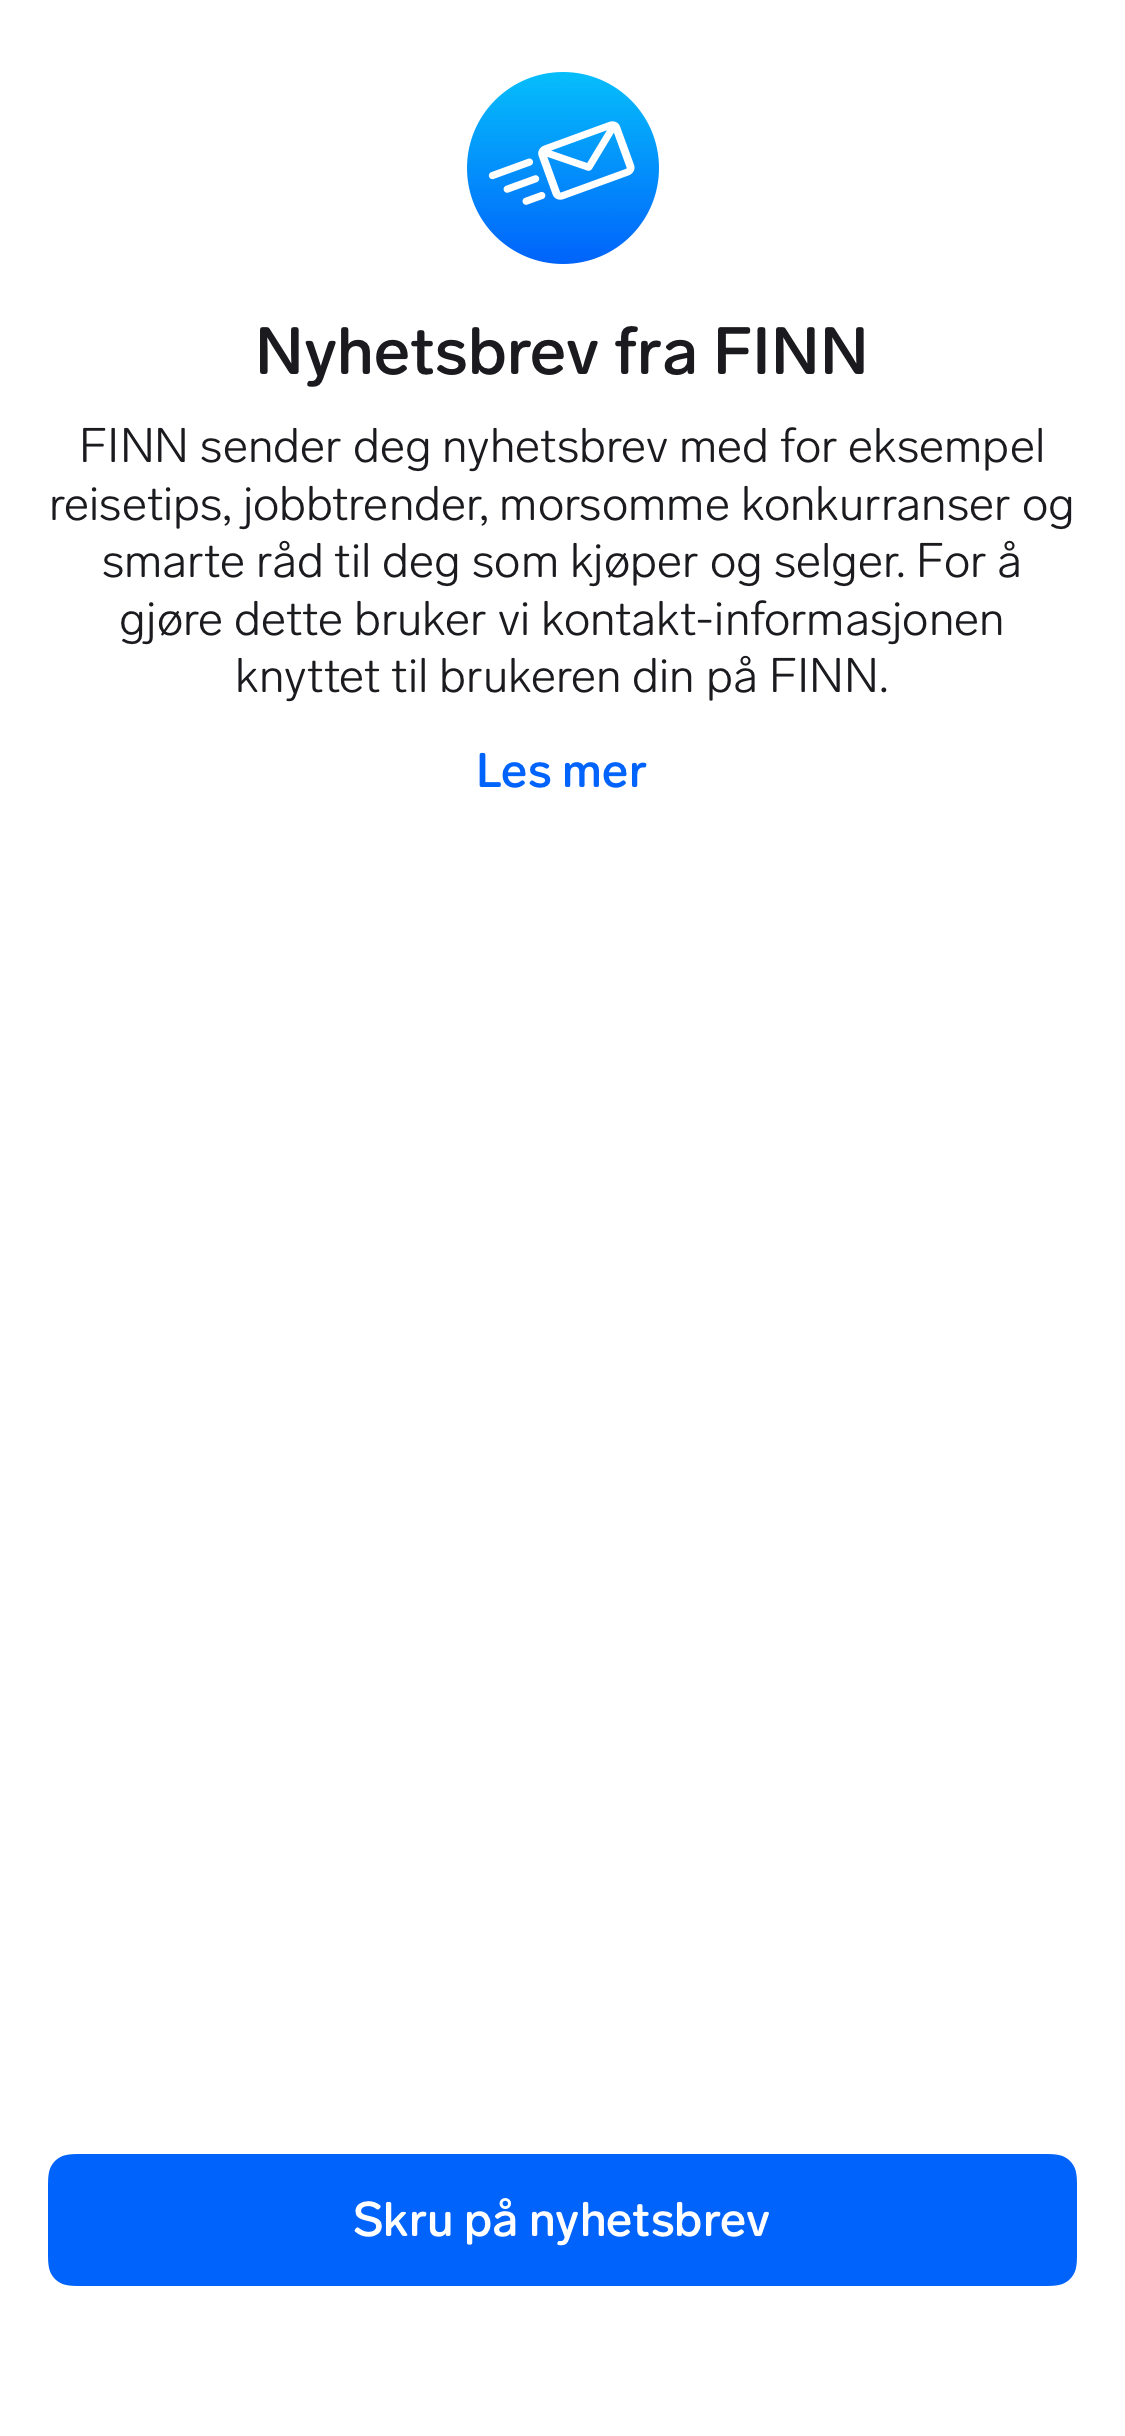 Nyhetsbrev fra FINN
FINN sender deg nyhetsbrev med for eksempel
reisetips, jobbtrender, morsomme konkurranser og
smarte råd til deg som kjøper og selger. For å
gjøre dette bruker vi kontakt-informasjonen
knyttet til brukeren din på FINN.
Les mer
Skru på nyhetsbrev